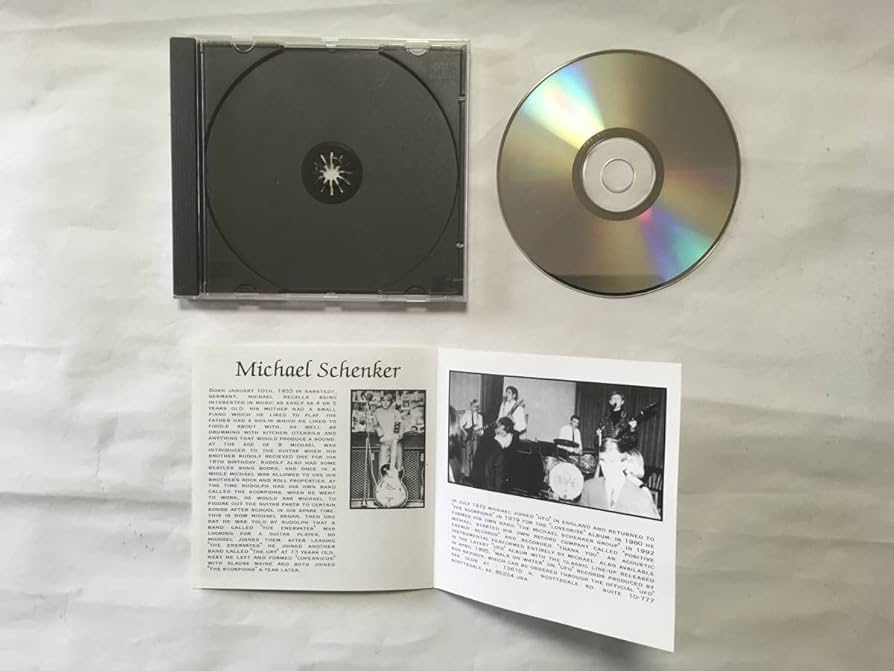 Michael Schenker
BORN JANUARY 10TH, 1955 IN SARSTEDT,
GERMANY, MICHAEL RECALLS BEING
INTERESTED IN MUSIC AS EARLY AS 4 OR 5
YEARS OLD. HIS MOTHER HAD A SMALL
PIANO WHICH HE LIKED TO PLAY. HIS
FATHER HAD A VIOLIN WHICH HE LIKED TO
FIDDLE ABOUT WITH, AS WELL AS
DRUMMING WITH KITCHEN UTENSILS AND
ANYTHING THAT WOULD PRODUCE A SOUND.
AT THE AGE OF 9 MICHAEL WAS
INTRODUCED TO THE GUITAR WHEN HIS
BROTHER RUDOLF RECIEVED ONE FOR HIS
16TH BIRTHDAY. RUDOLF ALSO HAD SOME
BEATLES SONG BOOKS, AND ONCE IN A
WHILE MICHAEL WAS ALLOWED TO USE HIS
BROTHER'S ROCK AND ROLL PROPERTIES. AT
THE TIME RUDOLPH HAD HIS OWN BAND
CALLED THE SCORPIONS. WHEN HE WENT
TO WORK, HE WOULD ASK MICHAEL TO
FIGURE OUT THE GUITAR PARTS TO CERTAIN
SONGS AFTER SCHOOL IN HIS SPARE TIME.
THIS IS HOW MICHAEL BEGAN. THEN ONE
DAY HE WAS TOLD BY RUDOLPH THAT A
BAND CALLED "THE ENERVATES" WAS
LOOKING FOR A GUITAR PLAYER, SO
MICHAEL JOINED THEM. AFTER LEAVING
"THE ENERVATES" HE JOINED ANOTHER
BAND CALLED "THE CRY" AT 13 YEARS OLD.
NEXT HE LEFT AND FORMED "COPERNICUS"
WITH KLAUSE MEINE AND BOTH JOINED
"THE SCORPIONS" A YEAR LATER.
IN JULY 1972 MICHAEL JOINED "UFO" IN ENGLAND AND RETURNED TO
"THE SCORPIONS" IN 1979 FOR THE "LOVEDRIVE" ALBUM. IN 1980 HE
FORMED HIS OWN BAND "THE MICHAEL SCHENKER GROUP". IN 1992
MICHAEL STARTED HIS OWN RECORD COMPANY CALLED "POSITIVE
ENERGY RECORDS" AND RECORDED "THANK YOU", AN ACOUSTIC
INSTRUMENTAL PERFORMED ENTIRELY BY MICHAEL. ALSO AVAILABLE
IS THE LATEST "UFO" ALBUM WITH THE CLASSIC LINE-UP RELEASED
IN APRIL 1995, "WALK ON WATER" ON "UFO" RECORDS PRODUCED BY
RON NEVISON, WHICH CAN BE ORDERED THROUGH THE OFFICIAL "UFO"
FAN CLUB AT : 13610 N. SCOTTSDALE RD. SUITE 10-777
SCOTTSDALE, AZ. 85254 USA.